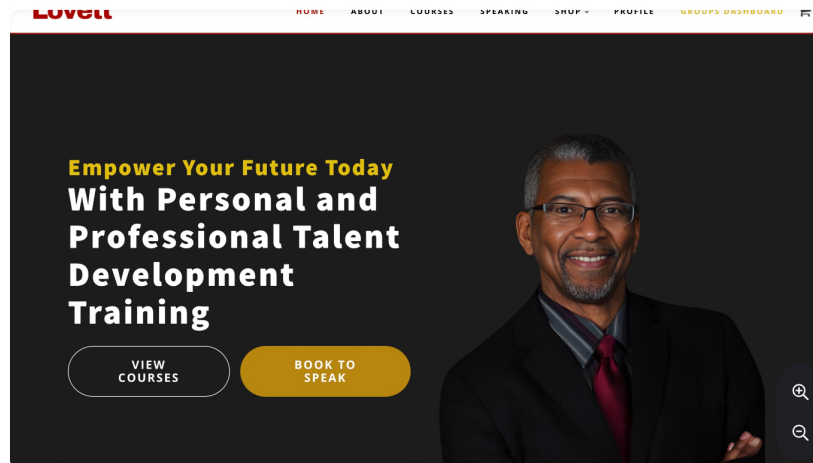 Lovett
HOME ABOUT COURSES SPEAKING SHOP PROFILE GROUPS DASHBOARD
Empower Your Future Today
With Personal and
Professional Talent
Development
Training
VIEW
COURSES
BOOK TO
SPEAK